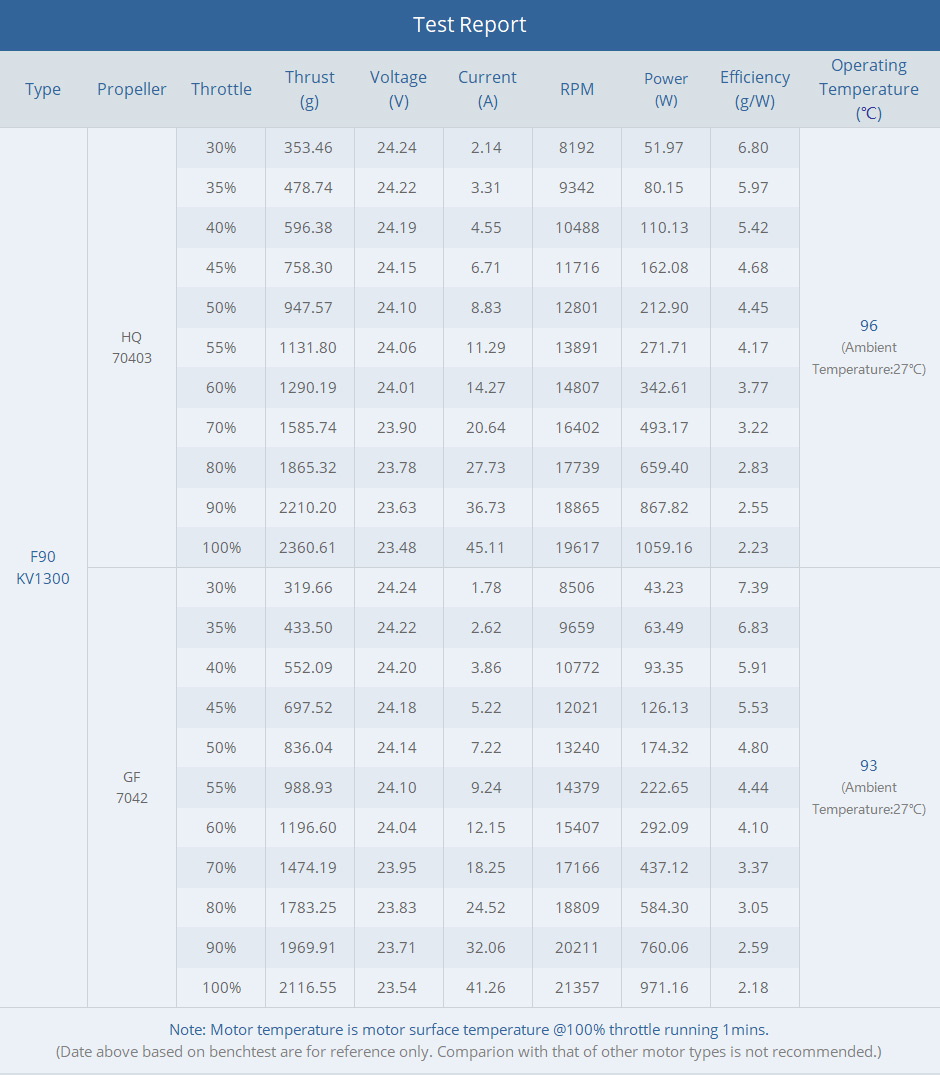 Test Report
Type Propeller Throttle Thrust (g) Voltage (V) Current (A) RPM Power (W) Efficiency (g/W) Operating Temperature (℃)
F90
KV1300
HQ
70403
30% 353.46 24.24 2.14 8192 51.97 6.80
35% 478.74 24.22 3.31 9342 80.15 5.97
40% 596.38 24.19 4.55 10488 110.13 5.42
45% 758.30 24.15 6.71 11716 162.08 4.68
50% 947.57 24.10 8.83 12801 212.90 4.45
55% 1131.80 24.06 11.29 13891 271.71 4.17
60% 1290.19 24.01 14.27 14807 342.61 3.77
70% 1585.74 23.90 20.64 16402 493.17 3.22
80% 1865.32 23.78 27.73 17739 659.40 2.83
90% 2210.20 23.63 36.73 18865 867.82 2.55
100% 2360.61 23.48 45.11 19617 1059.16 2.23
96
(Ambient
Temperature:27℃)
GF
7042
30% 319.66 24.24 1.78 8506 43.23 7.39
35% 433.50 24.22 2.62 9659 63.49 6.83
40% 552.09 24.20 3.86 10772 93.35 5.91
45% 697.52 24.18 5.22 12021 126.13 5.53
50% 836.04 24.14 7.22 13240 174.32 4.80
55% 988.93 24.10 9.24 14379 222.65 4.44
60% 1196.60 24.04 12.15 15407 292.09 4.10
70% 1474.19 23.95 18.25 17166 437.12 3.37
80% 1783.25 23.83 24.52 18809 584.30 3.05
90% 1969.91 23.71 32.06 20211 760.06 2.59
100% 2116.55 23.54 41.26 21357 971.16 2.18
93
(Ambient
Temperature:27℃)
Note: Motor temperature is motor surface temperature @100% throttle running 1mins.
(Date above based on benchtest are for reference only. Comparion with that of other motor types is not recommended.)